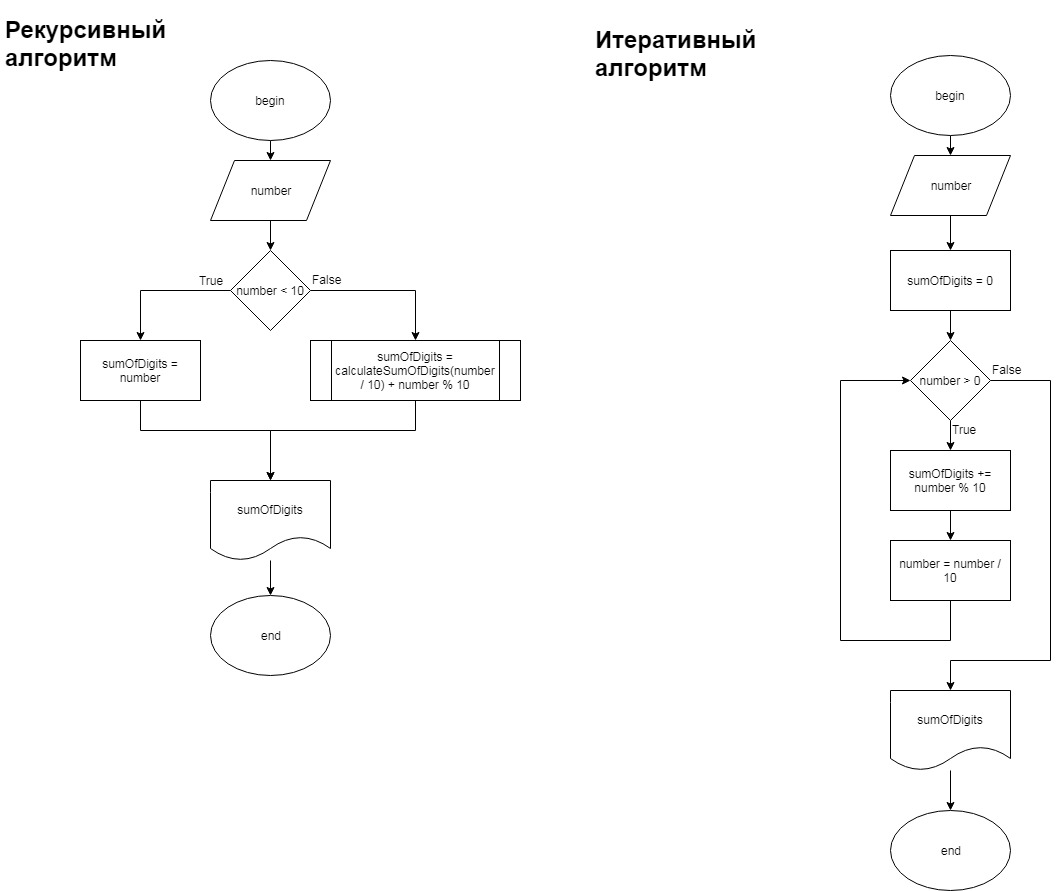 Рекурсивный
алгоритм
begin
number
number < 10
True
False
sumOfDigits =
number
sumOfDigits =
calculateSumOfDigits(number
/ 10) + number % 10
sumOfDigits
end
Итеративный
алгоритм
begin
number
sumOfDigits = 0
number > 0
False
True
sumOfDigits +=
number % 10
number = number /
10
sumOfDigits
end